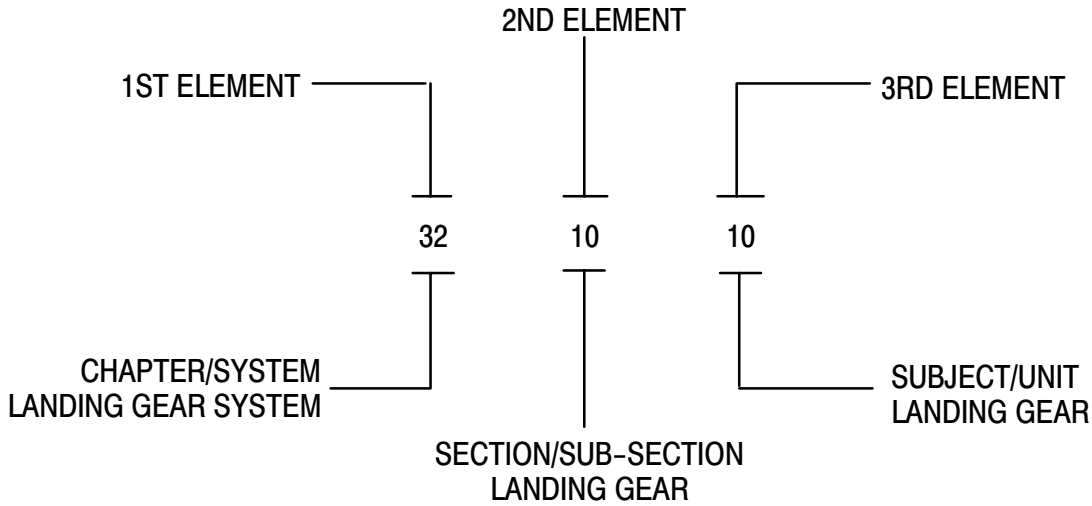 2ND ELEMENT
1ST ELEMENT
3RD ELEMENT
32
10
10
CHAPTER/SYSTEM
LANDING GEAR SYSTEM
SECTION/SUB-SECTION
LANDING GEAR
SUBJECT/UNIT
LANDING GEAR